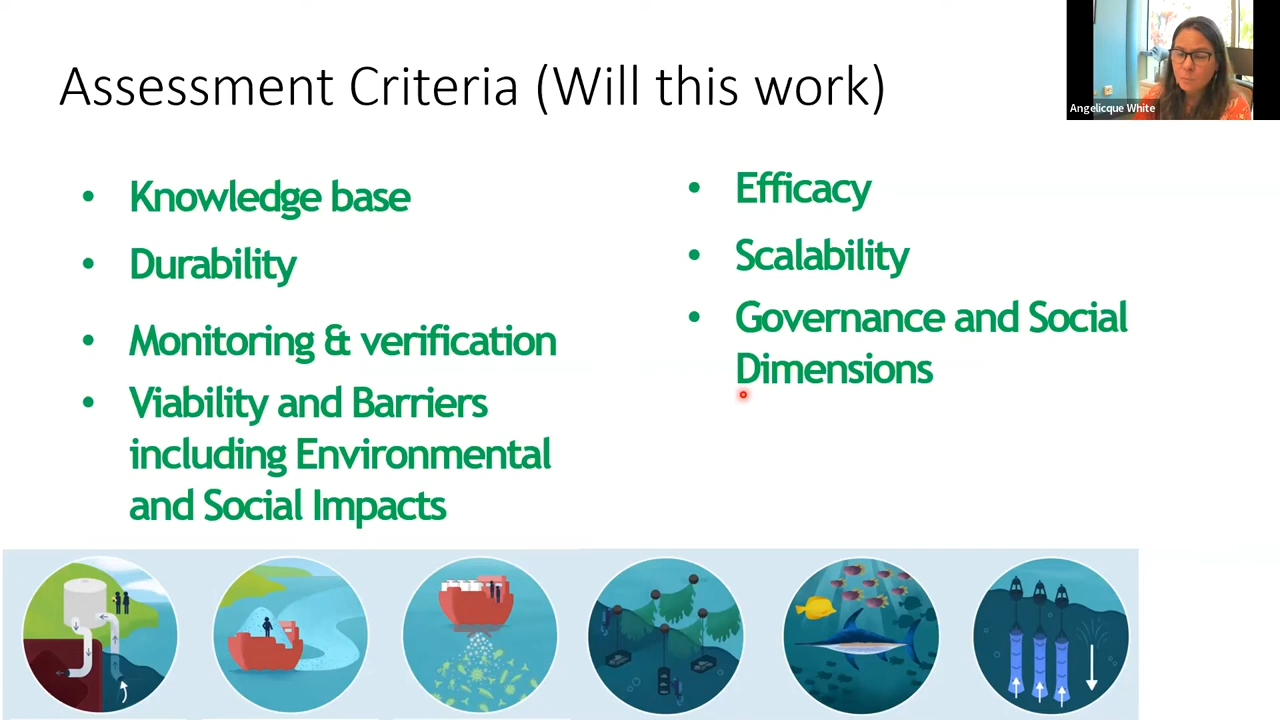 Assessment Criteria (Will this work)
Angelicque White
• Knowledge base
• Durability
• Monitoring & verification
• Viability and Barriers
including Environmental
and Social Impacts
• Efficacy
• Scalability
• Governance and Social
Dimensions